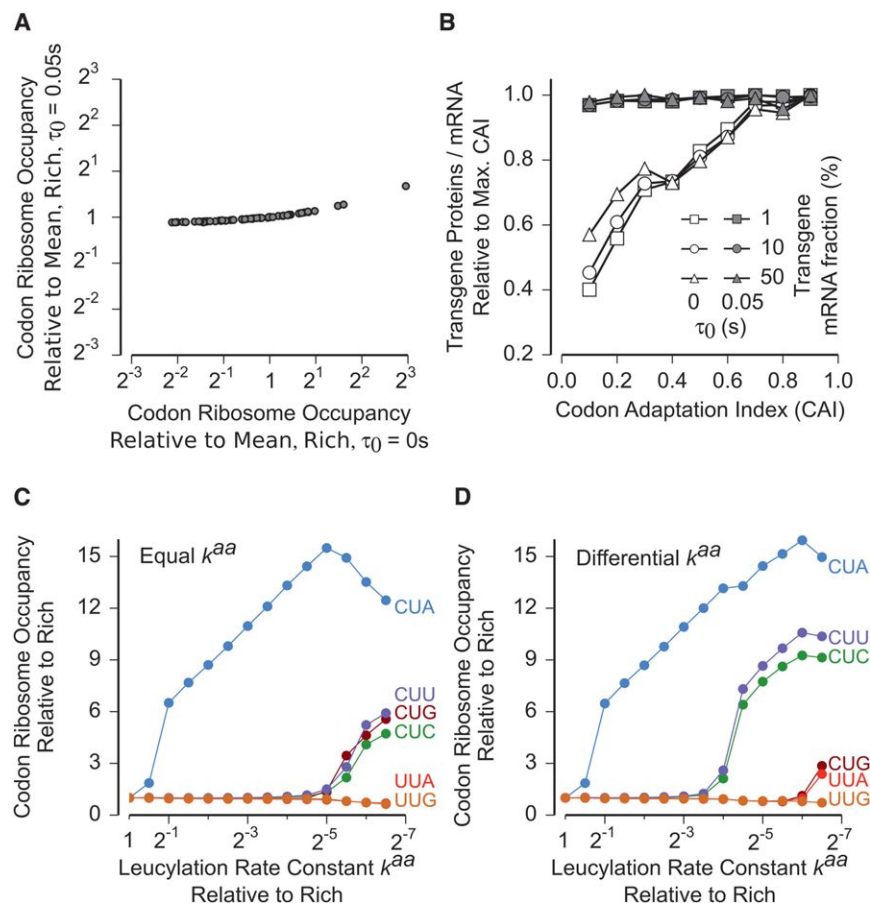 A
Codon Ribosome Occupancy
Relative to Mean, Rich, τ0 = 0.05s
2^3
2^2
2^1
1
2^-1
2^-2
2^-3
2^-3 2^-2 2^-1 1 2^1 2^2 2^3
Codon Ribosome Occupancy
Relative to Mean, Rich, τ0 = 0s
B
Transgene Proteins / mRNA
Relative to Max. CAI
1.0
0.8
0.6
0.4
0.2
0.0 0.2 0.4 0.6 0.8 1.0
Codon Adaptation Index (CAI)
1
10
50
0 0.05
τ0 (s)
Transgene
mRNA fraction (%)
C
Equal k^aa
Codon Ribosome Occupancy
Relative to Rich
15
12
9
6
3
0
CUA
CUU
CUG
CUC
UUA
UUG
1 2^-1 2^-3 2^-5 2^-7
Leucylation Rate Constant k^aa
Relative to Rich
D
Differential k^aa
Codon Ribosome Occupancy
Relative to Rich
15
12
9
6
3
0
CUA
CUU
CUC
CUG
UUA
UUG
1 2^-1 2^-3 2^-5 2^-7
Leucylation Rate Constant k^aa
Relative to Rich